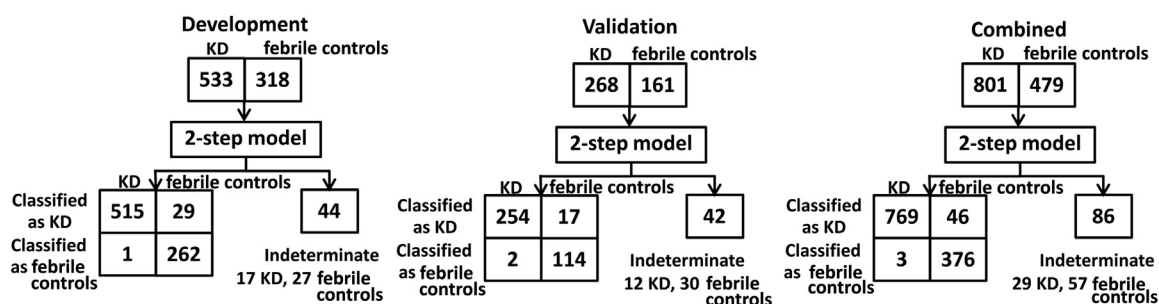 Development
KD febrile controls
533 318
2-step model
KD febrile controls
Classified as KD
515 29
Classified as febrile controls
1 262
44
Indeterminate
17 KD, 27 febrile controls
Validation
KD febrile controls
268 161
2-step model
KD febrile controls
Classified as KD
254 17
Classified as febrile controls
2 114
42
Indeterminate
12 KD, 30 febrile controls
Combined
KD febrile controls
801 479
2-step model
KD febrile controls
Classified as KD
769 46
Classified as febrile controls
3 376
86
Indeterminate
29 KD, 57 febrile controls